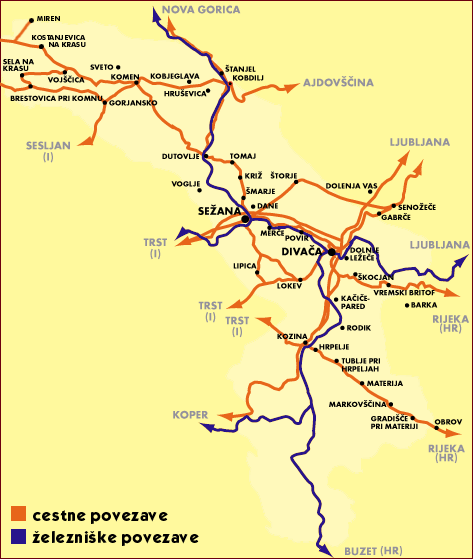 NOVA GORICA
MIREN
KOSTANJEVICA
NA KRASU
SELA NA
KRASU
VOJŠČICA
SVETO
KOMEN
KOBJEGLAVA
ŠTANJEL
KOBDILJ
HRUŠEVICA
AJDOVŠČINA
BRESTOVICA PRI KOMNU
GORJANSKO
SESLJAN
(I)
DUTOVLJE
TOMAJ
LJUBLJANA
VOGLJE
KRIŽ
ŠTORJE
DOLENJA VAS
ŠMARJE
DANE
SENOŽEČE
GABRČE
SEŽANA
MERČE
POVIR
TRST
(I)
DIVAČA
DOLNJE
LEŽEČE
LJUBLJANA
LIPICA
LOKEV
ŠKOCJAN
VREMSKI BRITOF
BARKA
TRST
(I)
TRST
(I)
KAČIČE-
PARED
RIJEKA
(HR)
RODIK
KOZINA
HRPELJE
TUBLJE PRI
HRPELJAH
MATERIJA
MARKOVŠČINA
KOPER
GRADIŠČE
PRI MATERIJI
OBROV
RIJEKA
(HR)
cestne povezave
železniške povezave
BUZET (HR)